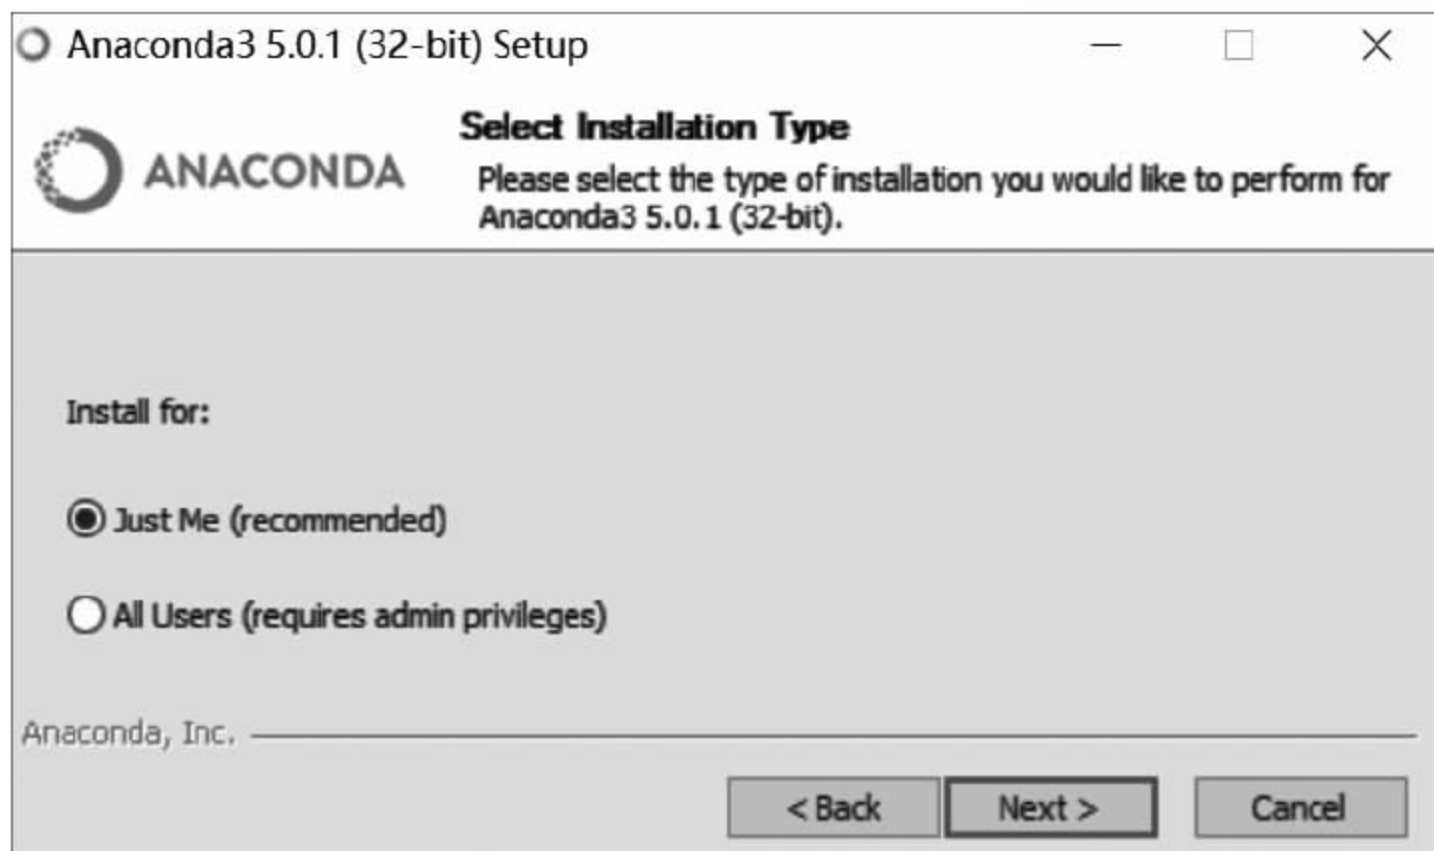 Anaconda3 5.0.1 (32-bit) Setup
ANACONDA
Select Installation Type
Please select the type of installation you would like to perform for
Anaconda3 5.0.1 (32-bit).
Install for:
Just Me (recommended)
All Users (requires admin privileges)
Anaconda, Inc.
< Back
Next >
Cancel